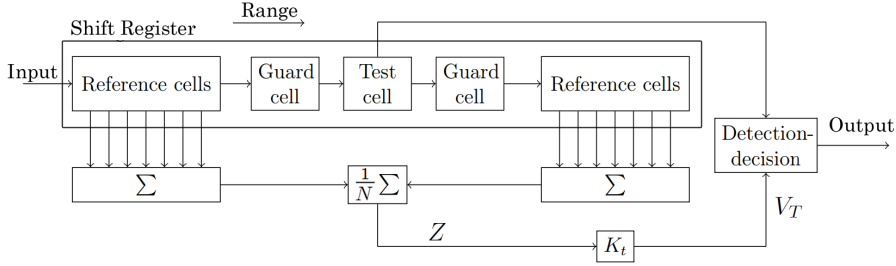 Range
Shift Register
Input
Reference cells
Guard
cell
Test
cell
Guard
cell
Reference cells
Detection-
decision
Output
∑
1/N ∑
∑
V_T
Z
K_t